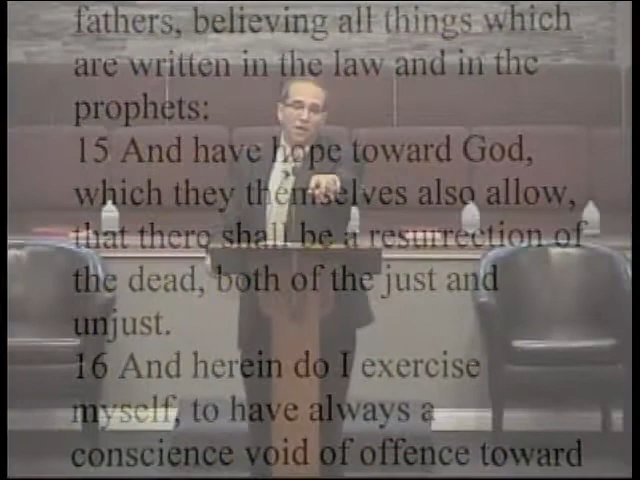 fathers, believing all things which
are written in the law and in the
prophets:
15 And have hope toward God,
which they themselves also allow,
that there shall be a resurrection of
the dead, both of the just and
unjust.
16 And herein do I exercise
myself, to have always a
conscience void of offence toward